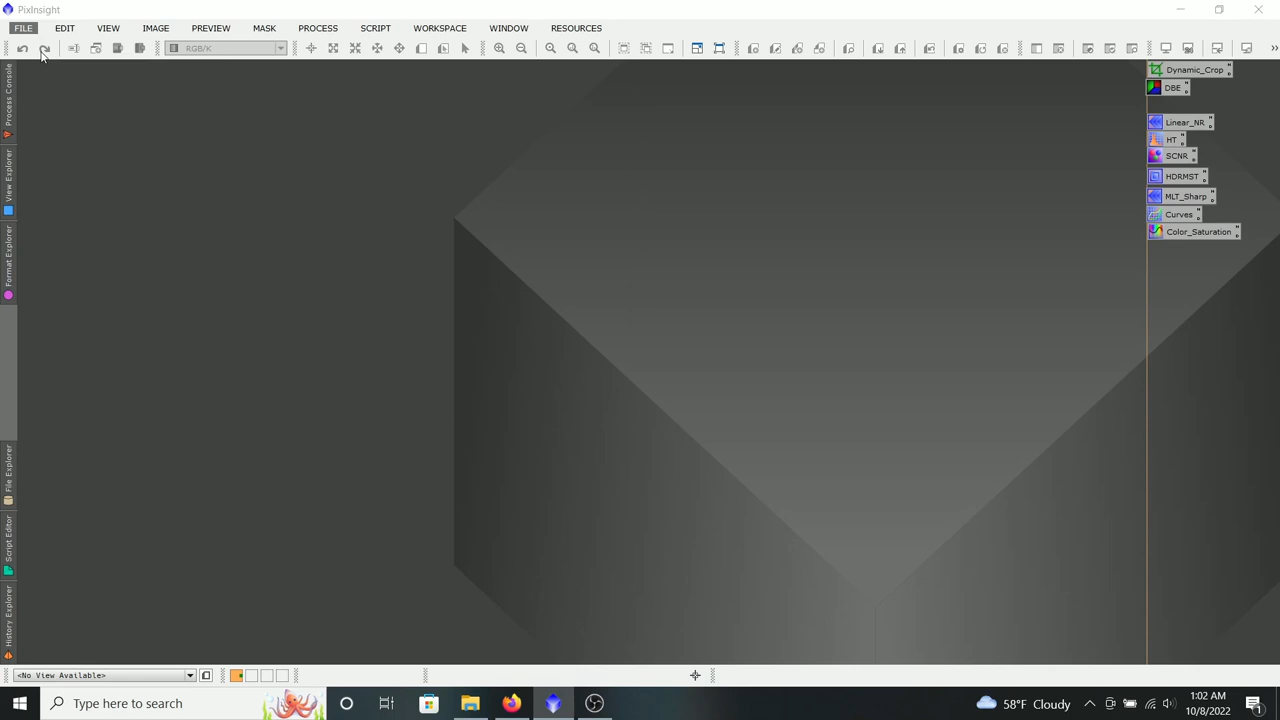 PixInsight
FILE EDIT VIEW IMAGE PREVIEW MASK PROCESS SCRIPT WORKSPACE WINDOW RESOURCES
RGB/K
Process Console
View Explorer
Format Explorer
File Explorer
Script Editor
History Explorer
Dynamic_Crop
DBE
Linear_NR
HT
SCNR
HDRMST
MLT_Sharp
Curves
Color_Saturation
<No View Available>
Type here to search
58°F Cloudy
1:02 AM
10/8/2022
1